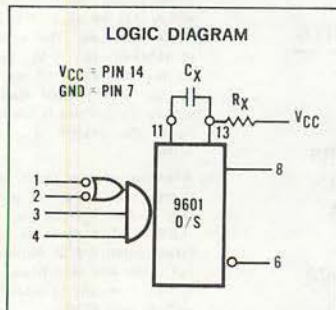 LOGIC DIAGRAM
VCC = PIN 14
GND = PIN 7
CX
RX
VCC
11
13
1
2
3
4
9601
O/S
8
6